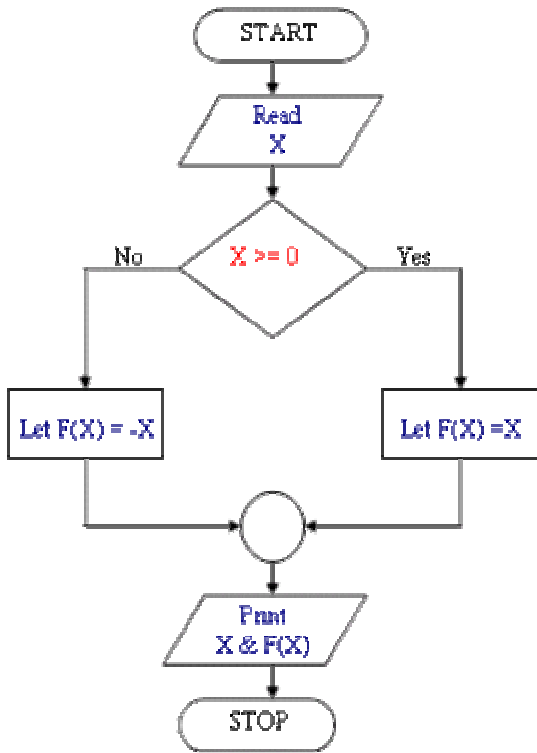 START
Read
X
X >= 0
No
Yes
Let F(X) = -X
Let F(X) =X
Print
X & F(X)
STOP